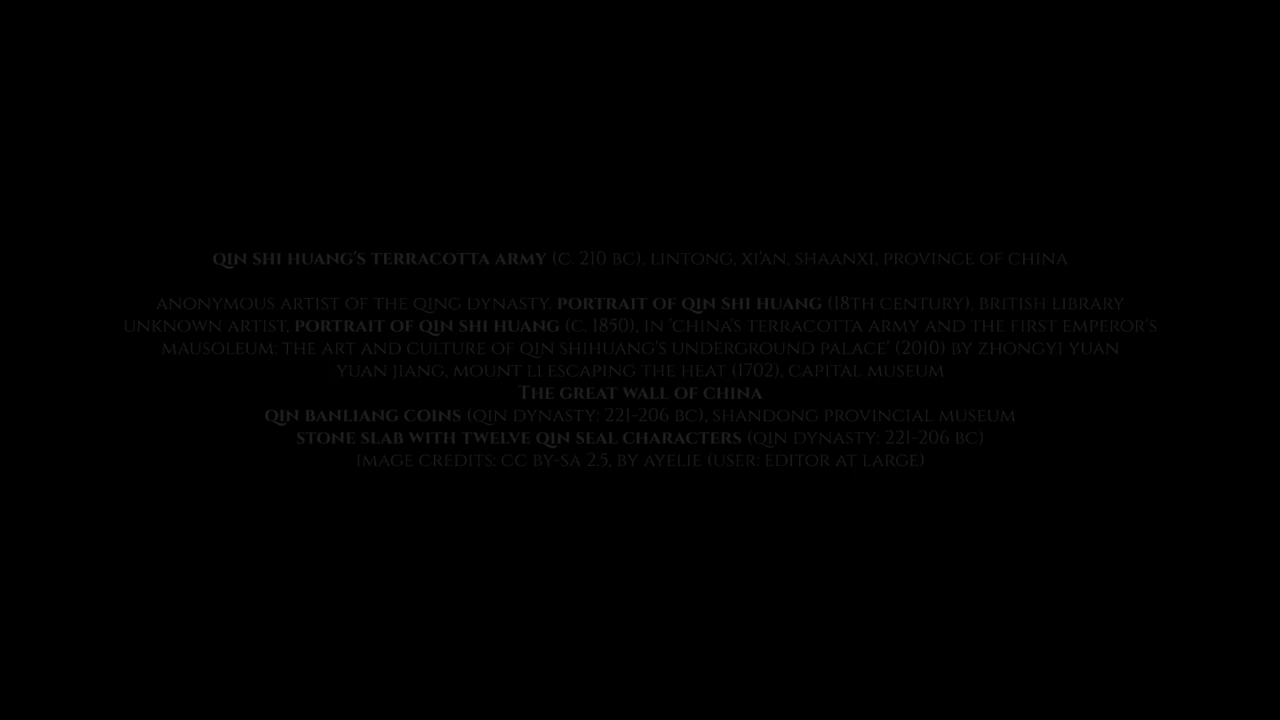 QIN SHI HUANG'S TERRACOTTA ARMY (C. 210 BC), LINTONG, XI'AN, SHAANXI, PROVINCE OF CHINA
ANONYMOUS ARTIST OF THE QING DYNASTY. PORTRAIT OF QIN SHI HUANG (18TH CENTURY), BRITISH LIBRARY
UNKNOWN ARTIST, PORTRAIT OF QIN SHI HUANG (C. 1850), IN 'CHINA'S TERRACOTTA ARMY AND THE FIRST EMPEROR'S
MAUSOLEUM: THE ART AND CULTURE OF QIN SHIHUANG'S UNDERGROUND PALACE' (2010) BY ZHONGYI YUAN
YUAN JIANG, MOUNT LI ESCAPING THE HEAT (1702), CAPITAL MUSEUM
THE GREAT WALL OF CHINA
QIN BANLIANG COINS (QIN DYNASTY: 221-206 BC), SHANDONG PROVINCIAL MUSEUM
STONE SLAB WITH TWELVE QIN SEAL CHARACTERS (QIN DYNASTY: 221-206 BC)
IMAGE CREDITS: CC BY-SA 2.5, BY AYELIE (USER: EDITOR AT LARGE)